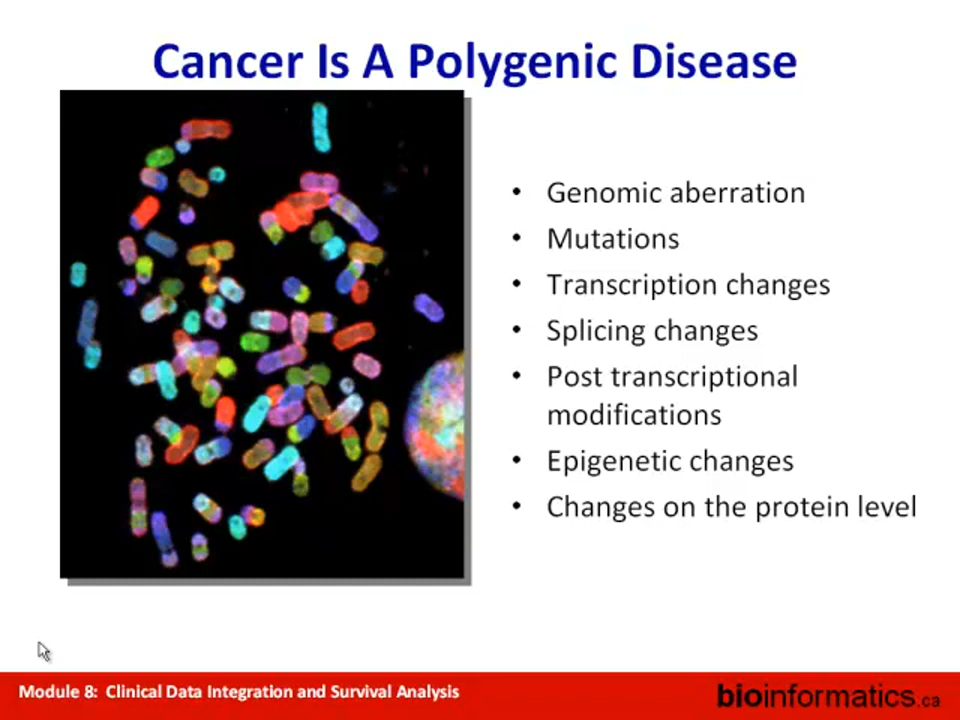 Cancer Is A Polygenic Disease
• Genomic aberration
• Mutations
• Transcription changes
• Splicing changes
• Post transcriptional
modifications
• Epigenetic changes
• Changes on the protein level
Module 8: Clinical Data Integration and Survival Analysis
bioinformatics.ca